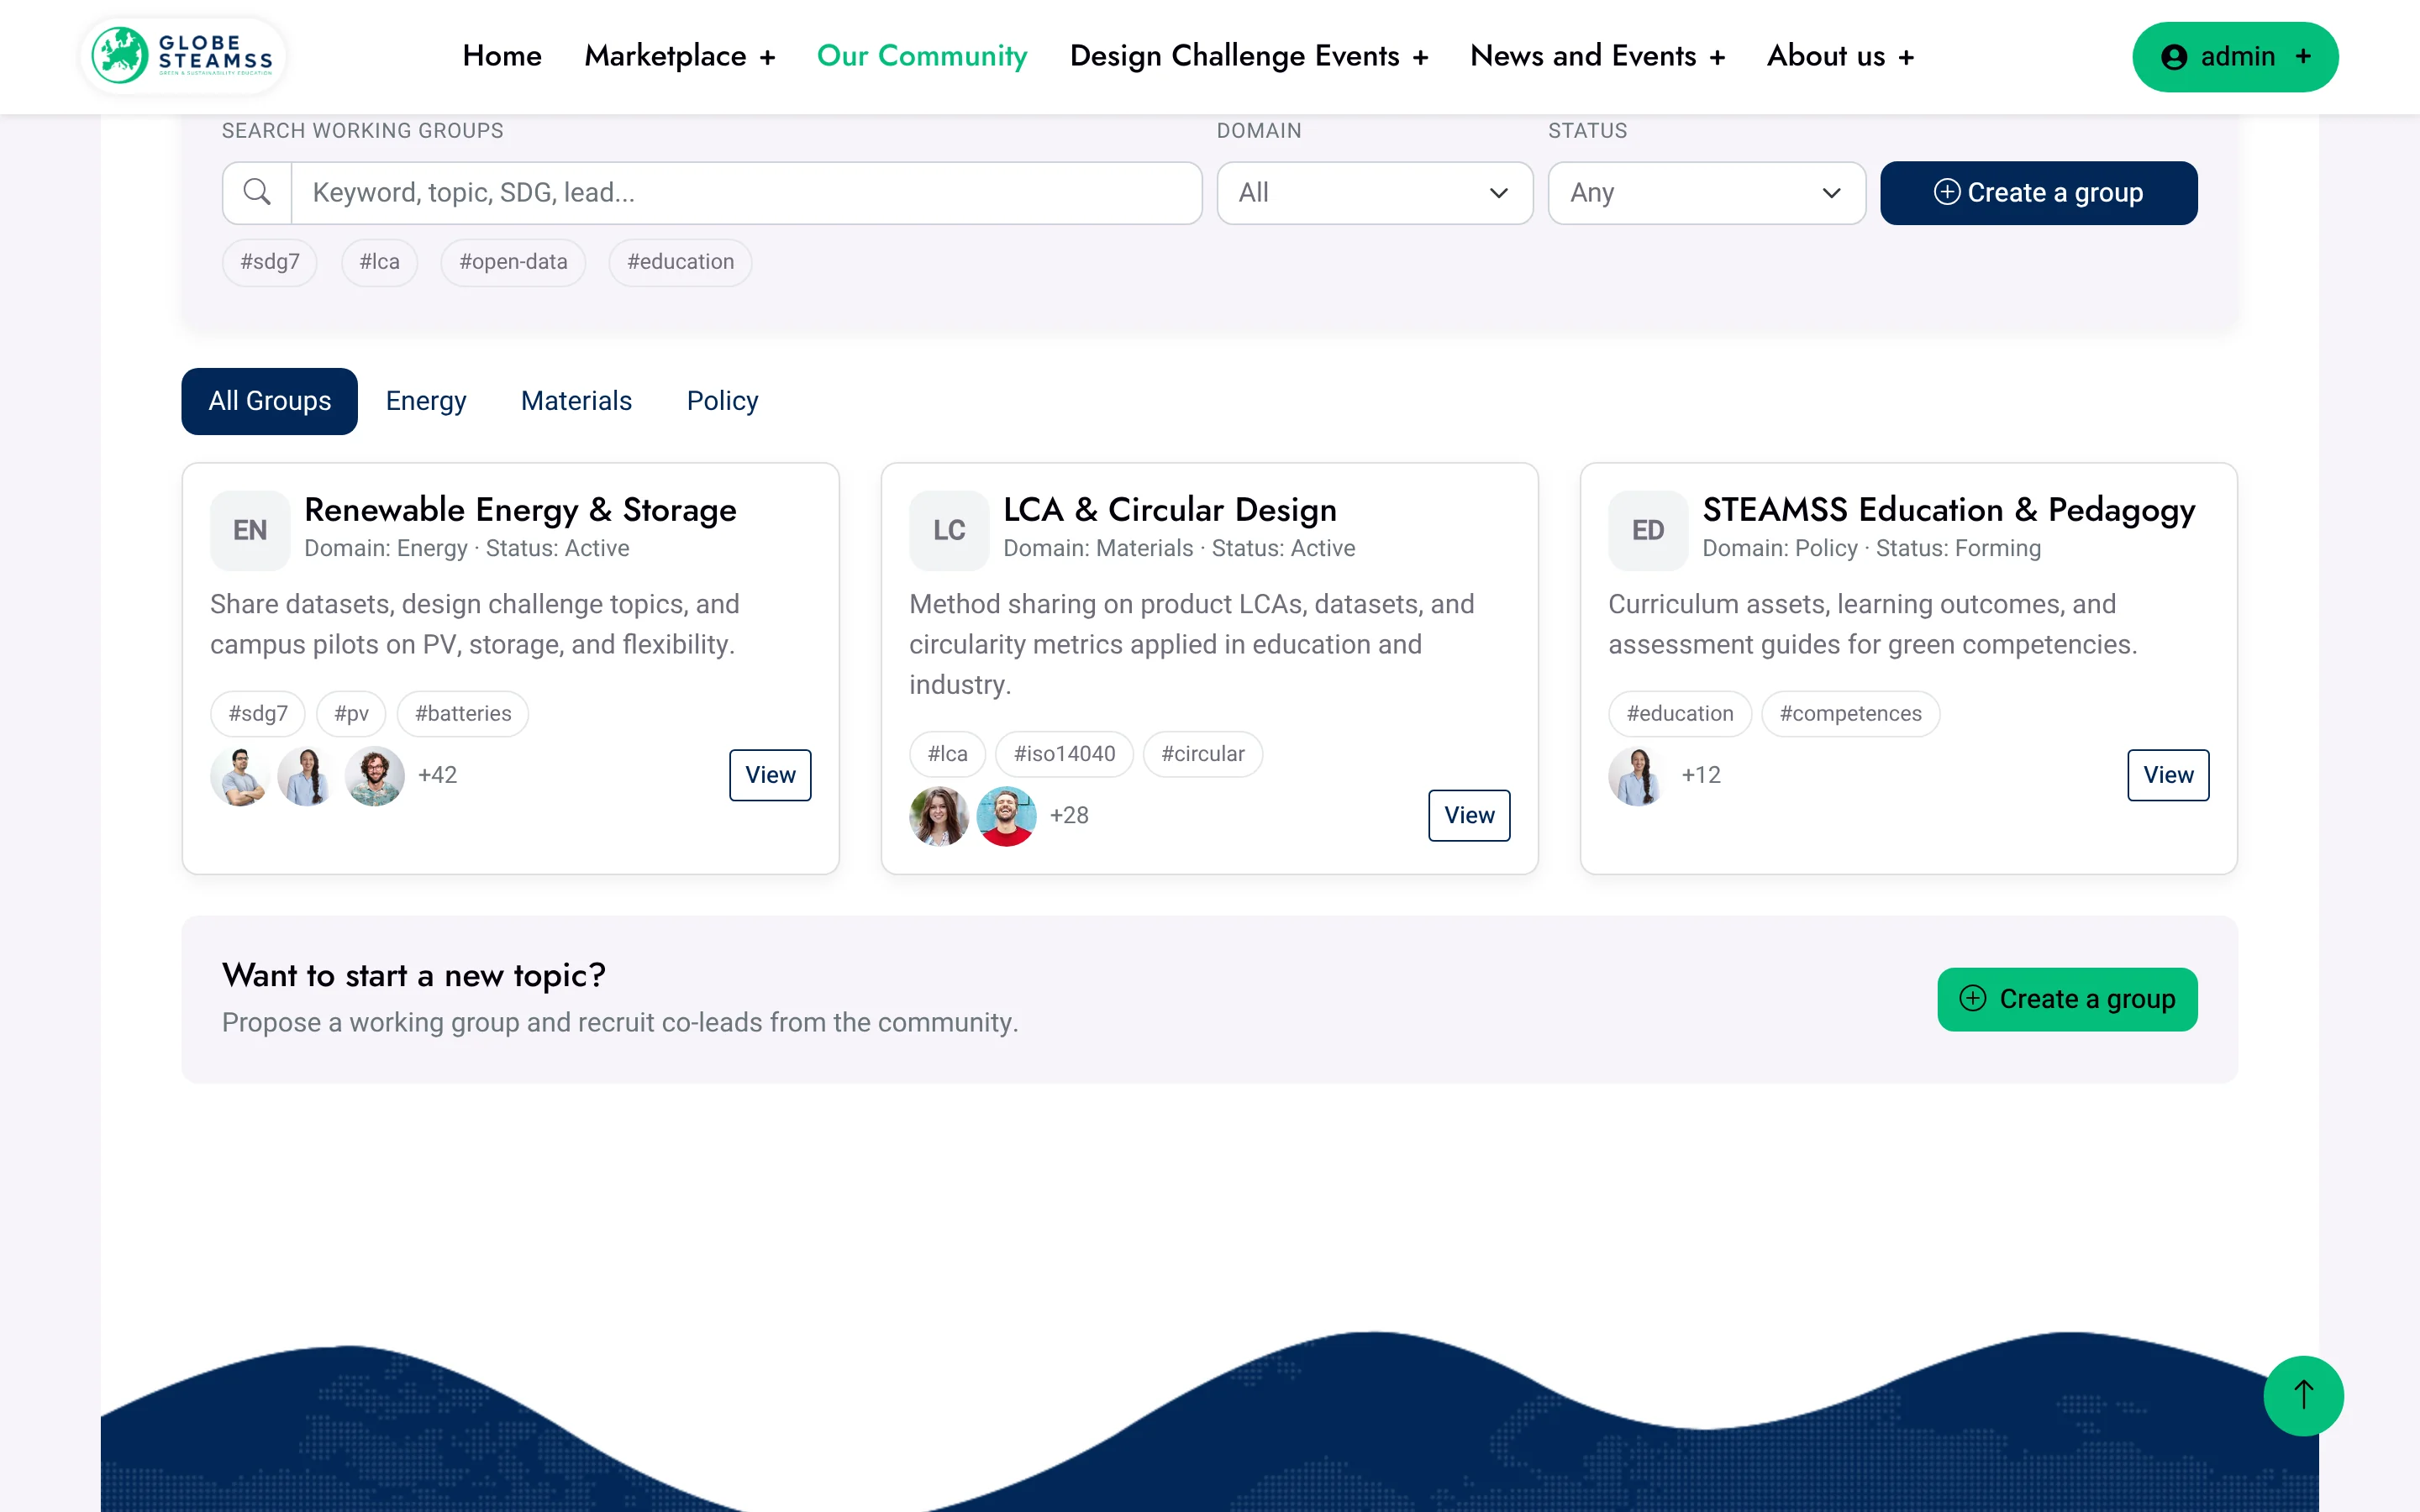 GLOBE
STEAMSS
GREEN & SUSTAINABILITY EDUCATION
Home
Marketplace +
Our Community
Design Challenge Events +
News and Events +
About us +
admin +
SEARCH WORKING GROUPS
DOMAIN
STATUS
Keyword, topic, SDG, lead...
All
Any
Create a group
#sdg7
#lca
#open-data
#education
All Groups
Energy
Materials
Policy
EN
Renewable Energy & Storage
Domain: Energy · Status: Active
Share datasets, design challenge topics, and
campus pilots on PV, storage, and flexibility.
#sdg7
#pv
#batteries
+42
View
LC
LCA & Circular Design
Domain: Materials · Status: Active
Method sharing on product LCAs, datasets, and
circularity metrics applied in education and
industry.
#lca
#iso14040
#circular
+28
View
ED
STEAMSS Education & Pedagogy
Domain: Policy · Status: Forming
Curriculum assets, learning outcomes, and
assessment guides for green competencies.
#education
#competences
+12
View
Want to start a new topic?
Propose a working group and recruit co-leads from the community.
Create a group